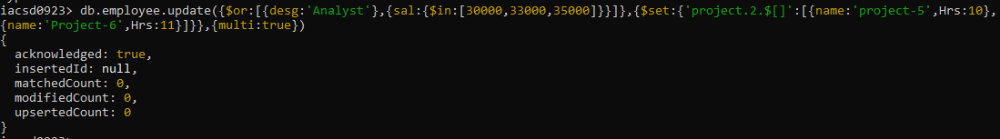 iacsd0923> db.employee.update({$or:[{desg:'Analyst'},{sal:{$in:[30000,33000,35000]}}]},{$set:{'project.2.$[]':[{name:'project-5',Hrs:10},
{name:'Project-6',Hrs:11}]}},{multi:true})
{
  acknowledged: true,
  insertedId: null,
  matchedCount: 0,
  modifiedCount: 0,
  upsertedCount: 0
}